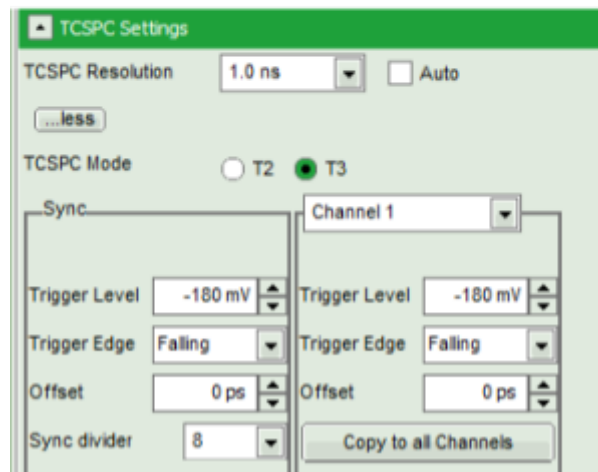 TCSPC Settings
TCSPC Resolution 1.0 ns Auto
...less
TCSPC Mode T2 T3
Sync Channel 1
Trigger Level -180 mV Trigger Level -180 mV
Trigger Edge Falling Trigger Edge Falling
Offset 0 ps Offset 0 ps
Sync divider 8 Copy to all Channels